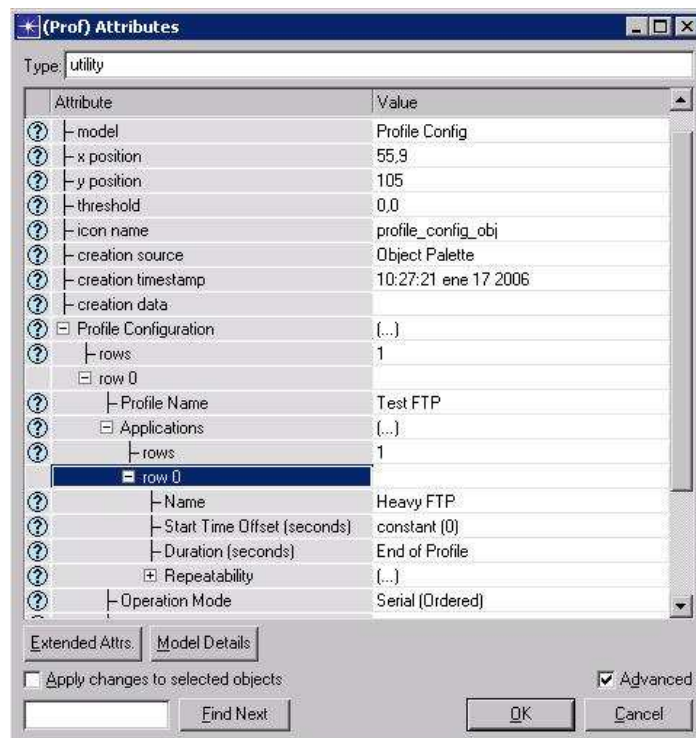 (Prof) Attributes
Type: utility
Attribute Value
model Profile Config
x position 55,9
y position 105
threshold 0,0
icon name profile_config_obj
creation source Object Palette
creation timestamp 10:27:21 ene 17 2006
creation data
Profile Configuration (...)
rows 1
row 0
Profile Name Test FTP
Applications (...)
rows 1
row 0
Name Heavy FTP
Start Time Offset (seconds) constant (0)
Duration (seconds) End of Profile
Repeatability (...)
Operation Mode Serial (Ordered)
Extended Attrs. Model Details
Apply changes to selected objects Advanced
Find Next OK Cancel